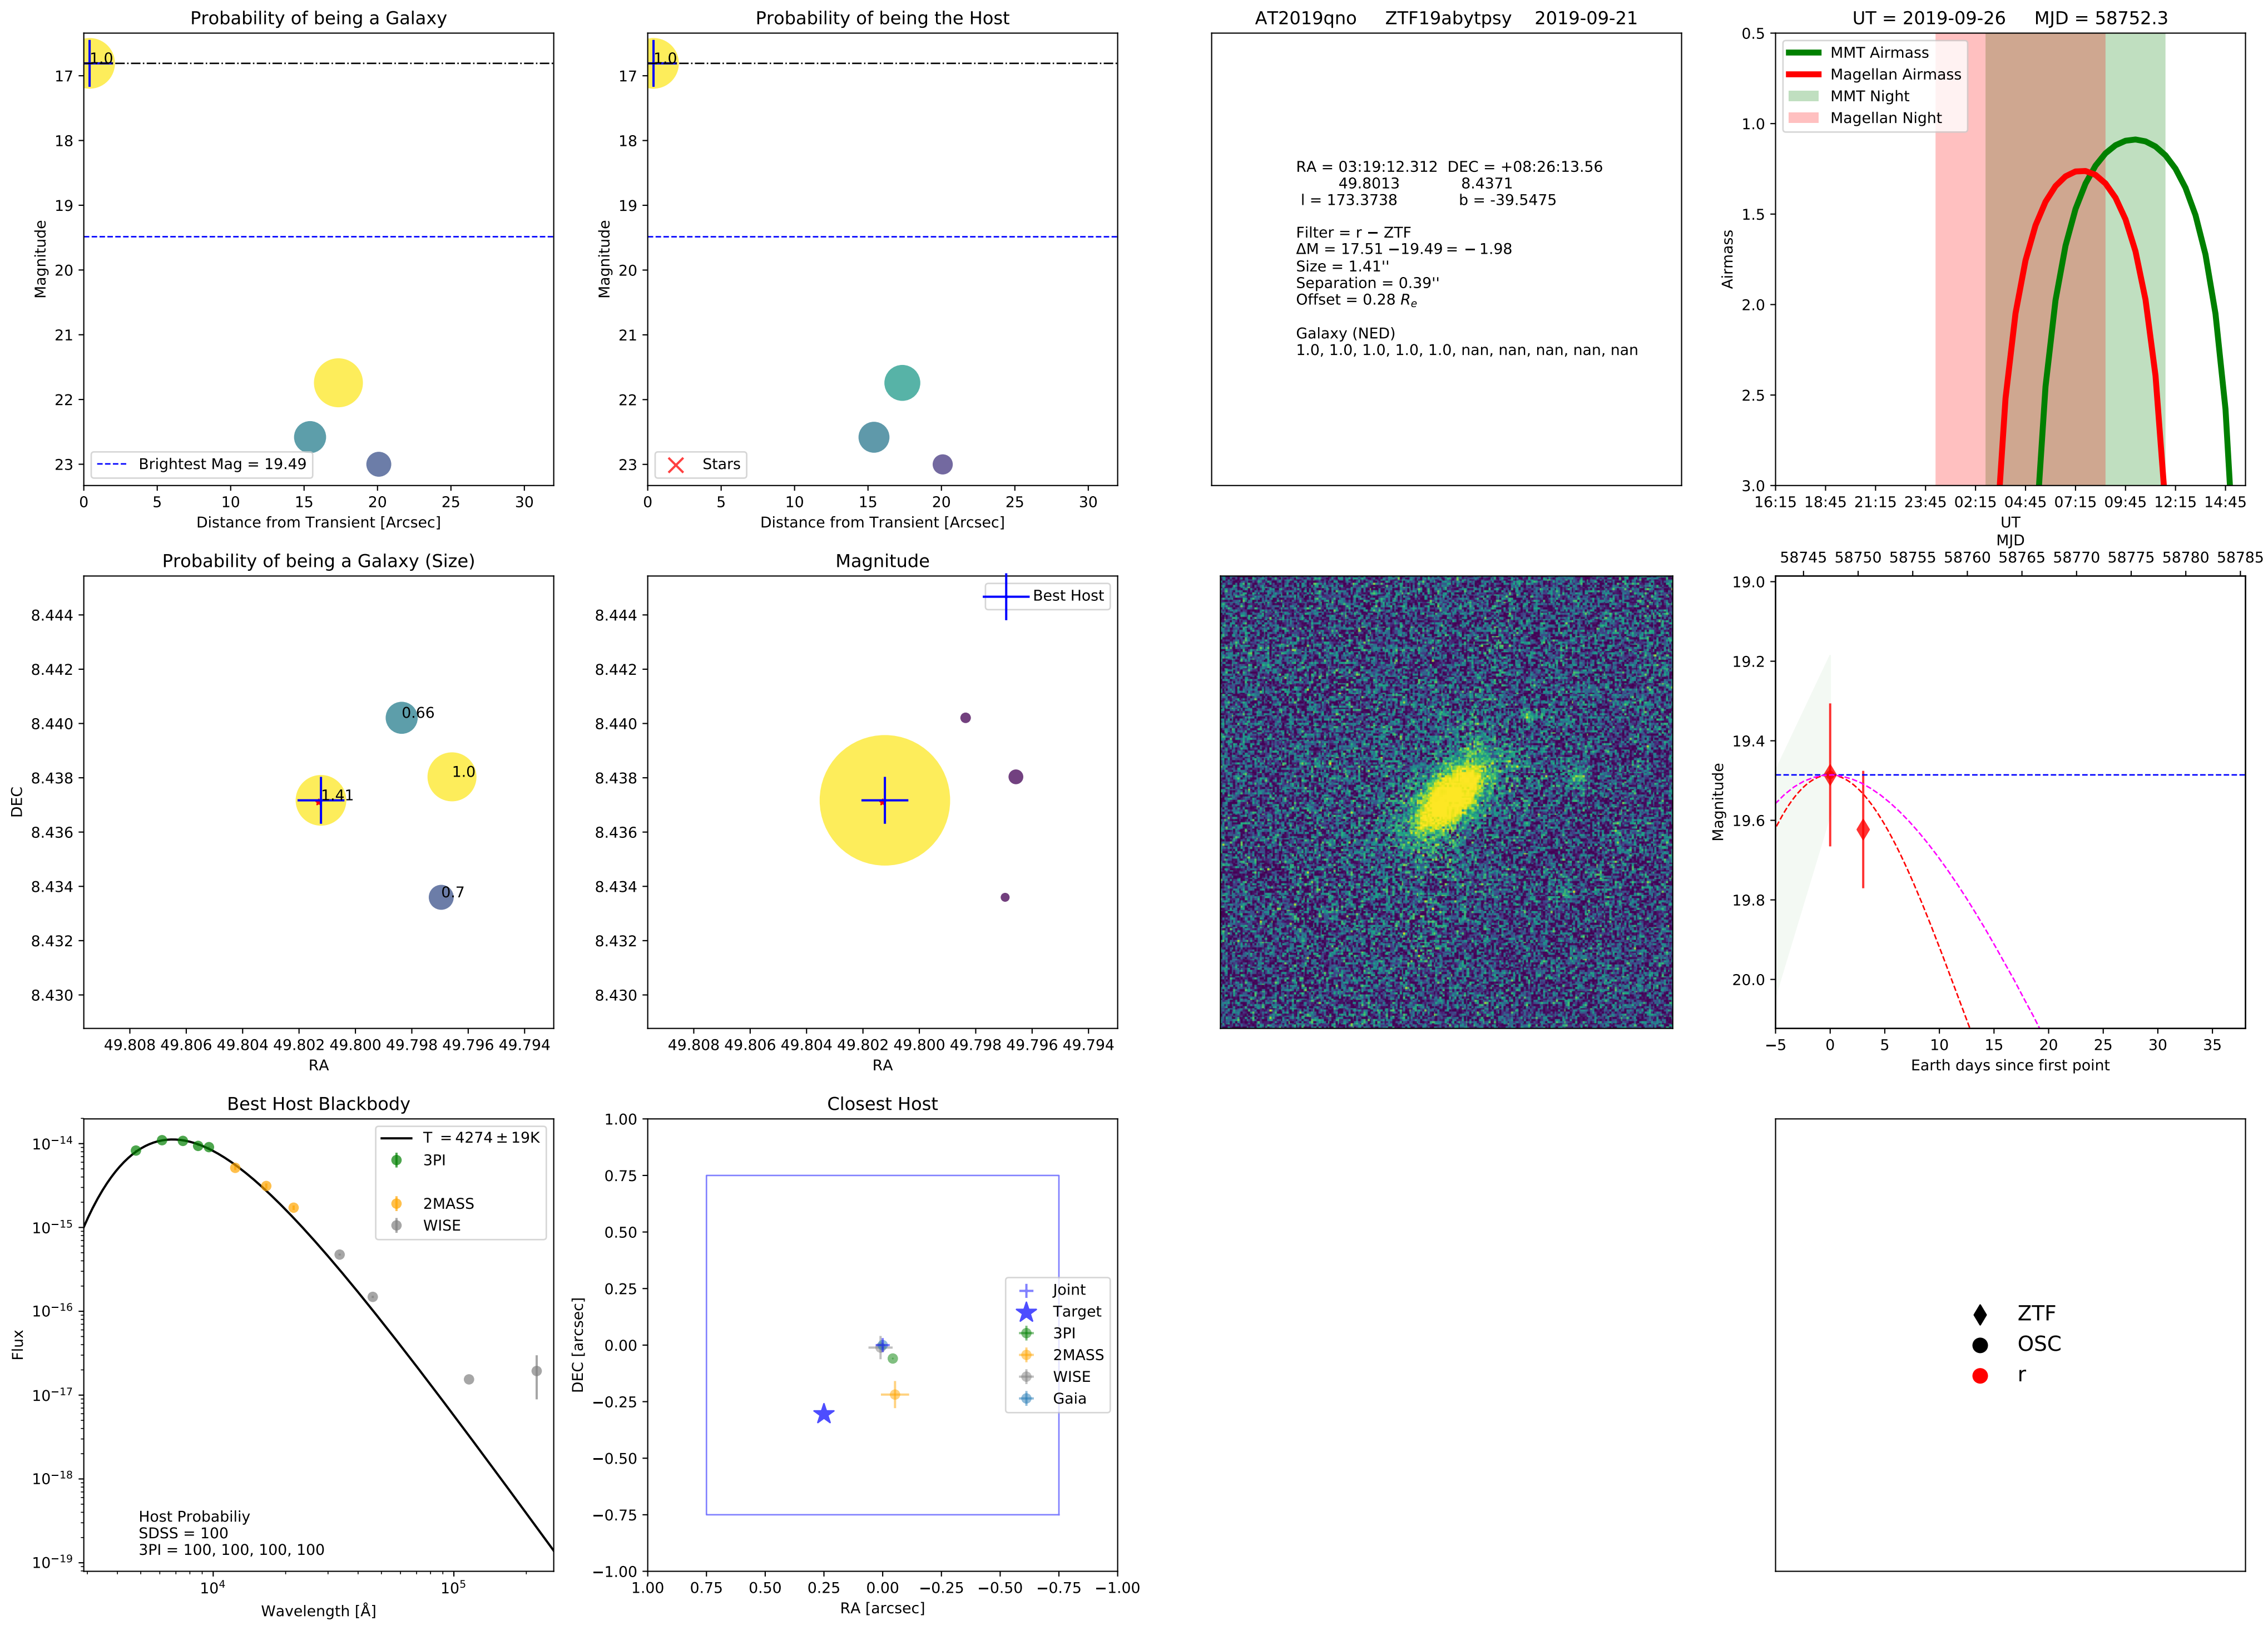 Probability of being a Galaxy
1.0
17
18
19
20
21
22
23
Magnitude
Brightest Mag = 19.49
0 5 10 15 20 25 30
Distance from Transient [Arcsec]
Probability of being the Host
1.0
17
18
19
20
21
22
23
Magnitude
Stars
0 5 10 15 20 25 30
Distance from Transient [Arcsec]
AT2019qno ZTF19abytpsy 2019-09-21
RA = 03:19:12.312 DEC = +08:26:13.56
49.8013 8.4371
l = 173.3738 b = -39.5475
Filter = r − ZTF
ΔM = 17.51 −19.49 = − 1.98
Size = 1.41''
Separation = 0.39''
Offset = 0.28 Re
Galaxy (NED)
1.0, 1.0, 1.0, 1.0, 1.0, nan, nan, nan, nan, nan
UT = 2019-09-26 MJD = 58752.3
MMT Airmass
Magellan Airmass
MMT Night
Magellan Night
0.5
1.0
1.5
2.0
2.5
3.0
Airmass
16:15 18:45 21:15 23:45 02:15 04:45 07:15 09:45 12:15 14:45
UT
Probability of being a Galaxy (Size)
8.444
8.442
8.440
8.438
8.436
8.434
8.432
8.430
DEC
0.66
1.0
1.41
0.7
49.808 49.806 49.804 49.802 49.800 49.798 49.796 49.794
RA
Magnitude
Best Host
8.444
8.442
8.440
8.438
8.436
8.434
8.432
8.430
49.808 49.806 49.804 49.802 49.800 49.798 49.796 49.794
RA
MJD
58745 58750 58755 58760 58765 58770 58775 58780 58785
19.0
19.2
19.4
19.6
19.8
20.0
Magnitude
−5 0 5 10 15 20 25 30 35
Earth days since first point
Best Host Blackbody
T = 4274 ± 19K
3PI
2MASS
WISE
10−14
10−15
10−16
10−17
10−18
10−19
Flux
Host Probabiliy
SDSS = 100
3PI = 100, 100, 100, 100
104 105
Wavelength [Å]
Closest Host
1.00
0.75
0.50
0.25
0.00
−0.25
−0.50
−0.75
−1.00
DEC [arcsec]
Joint
Target
3PI
2MASS
WISE
Gaia
1.00 0.75 0.50 0.25 0.00 −0.25 −0.50 −0.75 −1.00
RA [arcsec]
ZTF
OSC
r